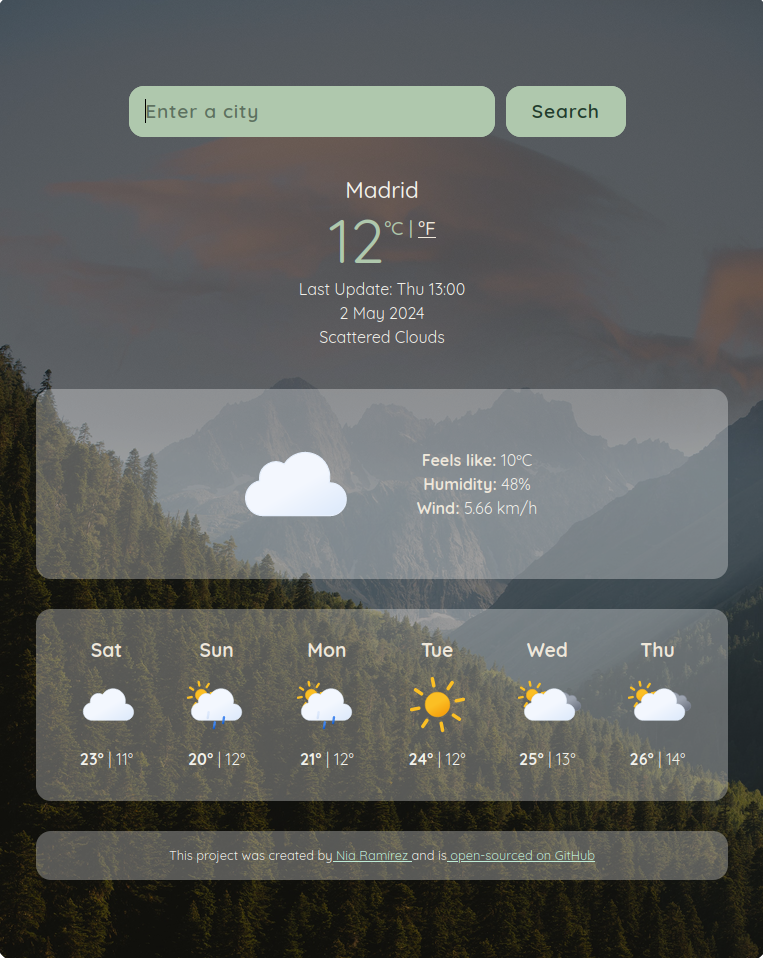 Enter a city Search
Madrid
12 °C | °F
Last Update: Thu 13:00
2 May 2024
Scattered Clouds
Feels like: 10°C
Humidity: 48%
Wind: 5.66 km/h
Sat Sun Mon Tue Wed Thu
23° | 11° 20° | 12° 21° | 12° 24° | 12° 25° | 13° 26° | 14°
This project was created by Nia Ramirez and is open-sourced on GitHub